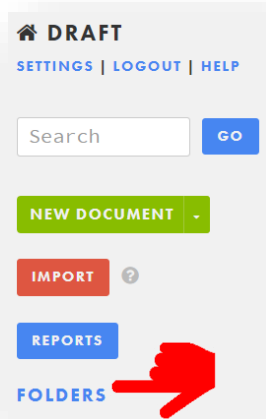 DRAFT
SETTINGS | LOGOUT | HELP
Search GO
NEW DOCUMENT
IMPORT ?
REPORTS
FOLDERS